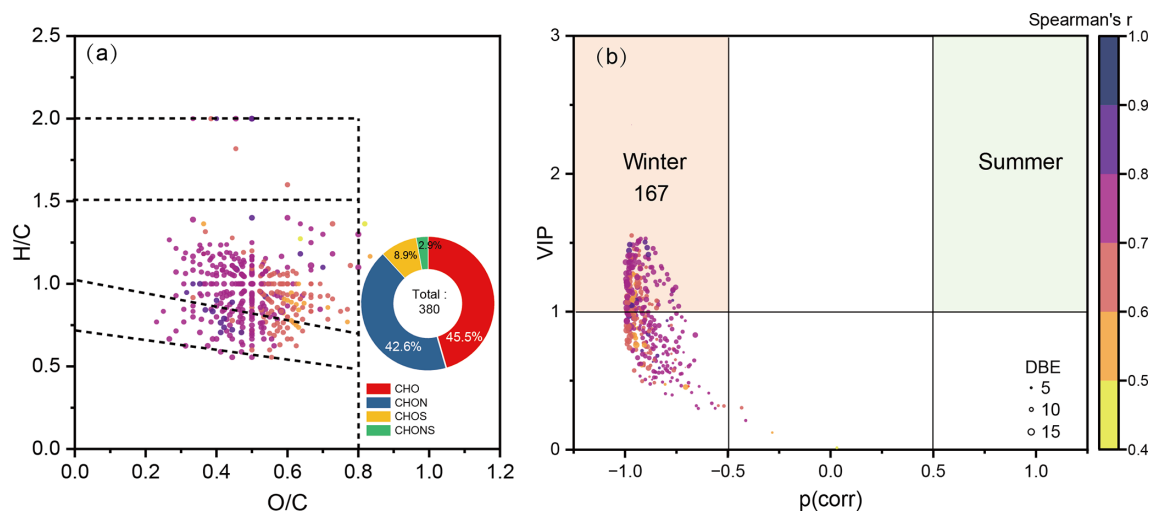 (a)
2.5
2.0
1.5
1.0
0.5
0.0
H/C
0.0 0.2 0.4 0.6 0.8 1.0 1.2
O/C
2.9%
8.9%
Total :
380
42.6%
45.5%
CHO
CHON
CHOS
CHONS
(b)
3
2
1
0
VIP
−1.0 −0.5 0.0 0.5 1.0
p(corr)
Winter
167
Summer
DBE
5
10
15
Spearman's r
1.0
0.9
0.8
0.7
0.6
0.5
0.4